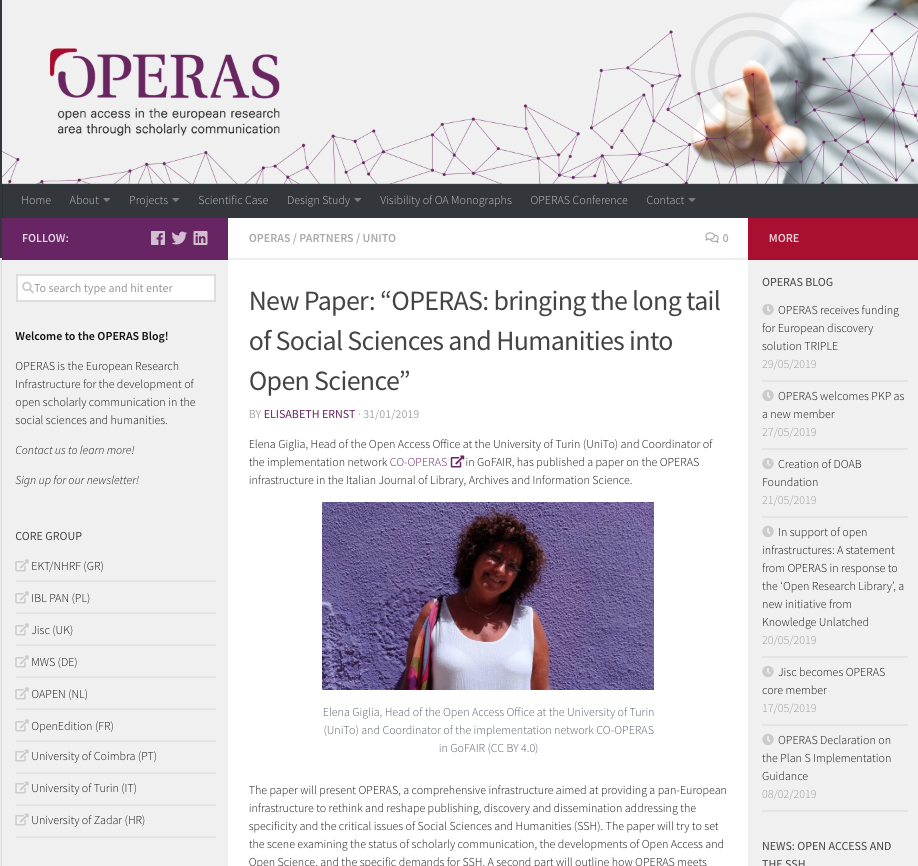 OPERAS
open access in the european research
area through scholarly communication
Home About Projects Scientific Case Design Study Visibility of OA Monographs OPERAS Conference Contact
FOLLOW:
To search type and hit enter
Welcome to the OPERAS Blog!
OPERAS is the European Research
Infrastructure for the development of
open scholarly communication in the
social sciences and humanities.
Contact us to learn more!
Sign up for our newsletter!
CORE GROUP
EKT/NHRF (GR)
IBL PAN (PL)
Jisc (UK)
MWS (DE)
OAPEN (NL)
OpenEdition (FR)
University of Coimbra (PT)
University of Turin (IT)
University of Zadar (HR)
OPERAS / PARTNERS / UNITO
0
New Paper: “OPERAS: bringing the long tail
of Social Sciences and Humanities into
Open Science”
BY ELISABETH ERNST · 31/01/2019
Elena Giglia, Head of the Open Access Office at the University of Turin (UniTo) and Coordinator of
the implementation network CO-OPERAS in GoFAIR, has published a paper on the OPERAS
infrastructure in the Italian Journal of Library, Archives and Information Science.
Elena Giglia, Head of the Open Access Office at the University of Turin
(UniTo) and Coordinator of the implementation network CO-OPERAS
in GoFAIR (CC BY 4.0)
The paper will present OPERAS, a comprehensive infrastructure aimed at providing a pan-European
infrastructure to rethink and reshape publishing, discovery and dissemination addressing the
specificity and the critical issues of Social Sciences and Humanities (SSH). The paper will try to set
the scene examining the status of scholarly communication, the developments of Open Access and
Open Science, and the specific demands for SSH. A second part will outline how OPERAS meets
MORE
OPERAS BLOG
OPERAS receives funding
for European discovery
solution TRIPLE
29/05/2019
OPERAS welcomes PKP as
a new member
27/05/2019
Creation of DOAB
Foundation
21/05/2019
In support of open
infrastructures: A statement
from OPERAS in response to
the ‘Open Research Library’, a
new initiative from
Knowledge Unlatched
20/05/2019
Jisc becomes OPERAS
core member
17/05/2019
OPERAS Declaration on
the Plan S Implementation
Guidance
08/02/2019
NEWS: OPEN ACCESS AND
THE SSH